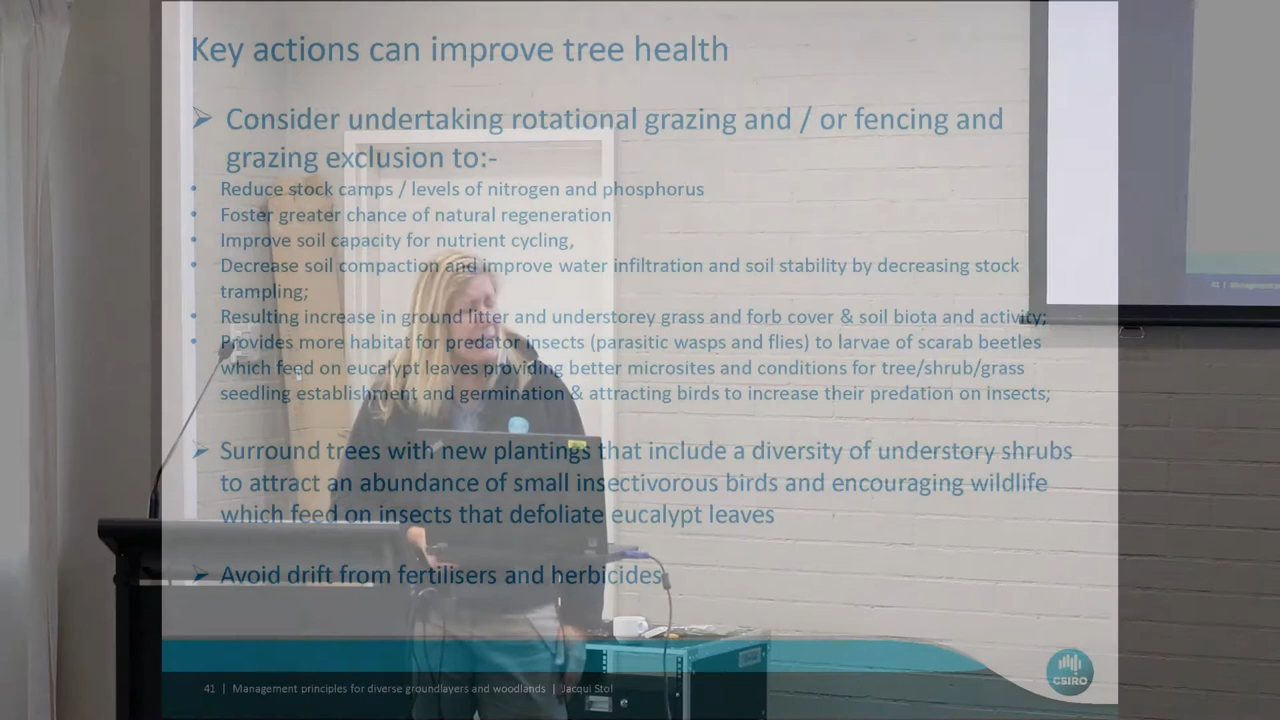 Key actions can improve tree health
➢ Consider undertaking rotational grazing and / or fencing and
grazing exclusion to:-
• Reduce stock camps / levels of nitrogen and phosphorus
• Foster greater chance of natural regeneration
• Improve soil capacity for nutrient cycling,
• Decrease soil compaction and improve water infiltration and soil stability by decreasing stock
trampling;
• Resulting increase in ground litter and understorey grass and forb cover & soil biota and activity;
• Provides more habitat for predator insects (parasitic wasps and flies) to larvae of scarab beetles
which feed on eucalypt leaves providing better microsites and conditions for tree/shrub/grass
seedling establishment and germination & attracting birds to increase their predation on insects;
➢ Surround trees with new plantings that include a diversity of understory shrubs
to attract an abundance of small insectivorous birds and encouraging wildlife
which feed on insects that defoliate eucalypt leaves
➢ Avoid drift from fertilisers and herbicides
41 | Management principles for diverse groundlayers and woodlands | Jacqui Stol
CSIRO